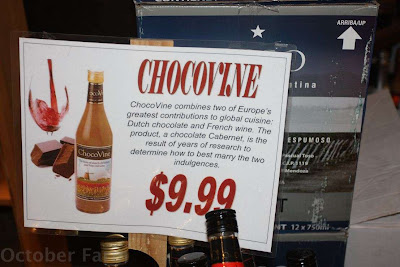 CHOCOVINE
ChocoVine combines two of Europe's
greatest contributions to global cuisine:
Dutch chocolate and French wine. The
product, a chocolate Cabernet, is the
result of years of research to
determine how to best marry the two
indulgences.
$9.99
ChocoVine
ARRIBA/UP
ESPUMOSO
12 x 750ml
October Fa